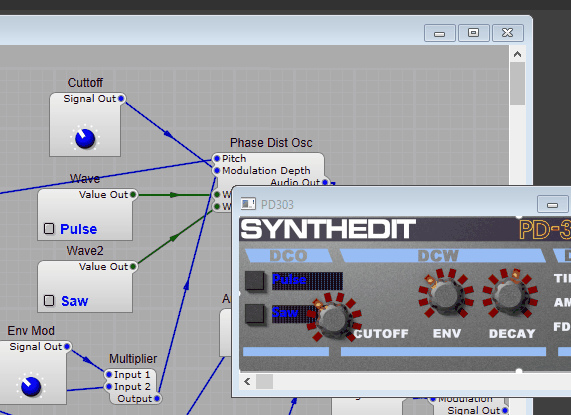 Cuttoff
Signal Out
Phase Dist Osc
Pitch
Modulation Depth
Audio Out
Wave
Value Out
Pulse
Wave2
Value Out
Saw
PD303
SYNTHEDIT
PD-3
DCO
DCW
Pulse
Saw
CUTOFF
ENV
DECAY
FD
Env Mod
Signal Out
Multiplier
Input 1
Input 2
Output
Modulation
Signal Out